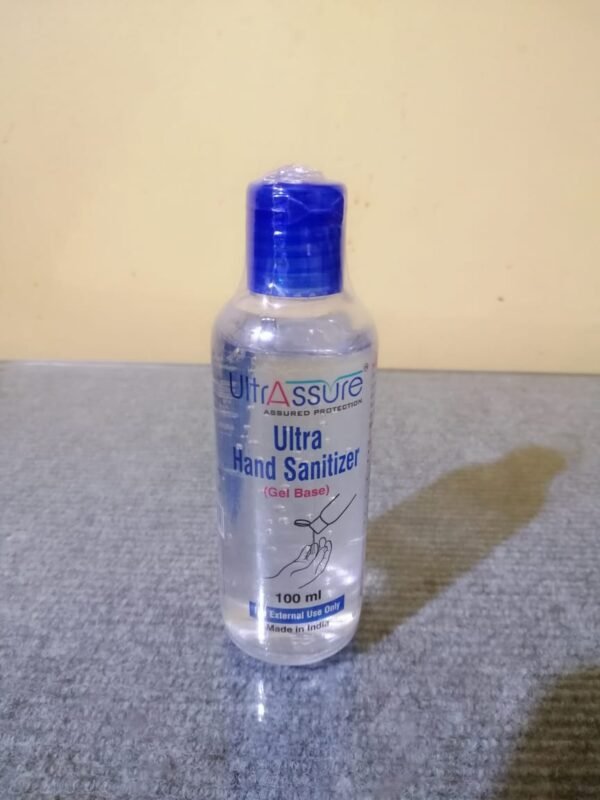 UltrAssure®
ASSURED PROTECTION
Ultra
Hand Sanitizer
(Gel Base)
100 ml
External Use Only
Made in India